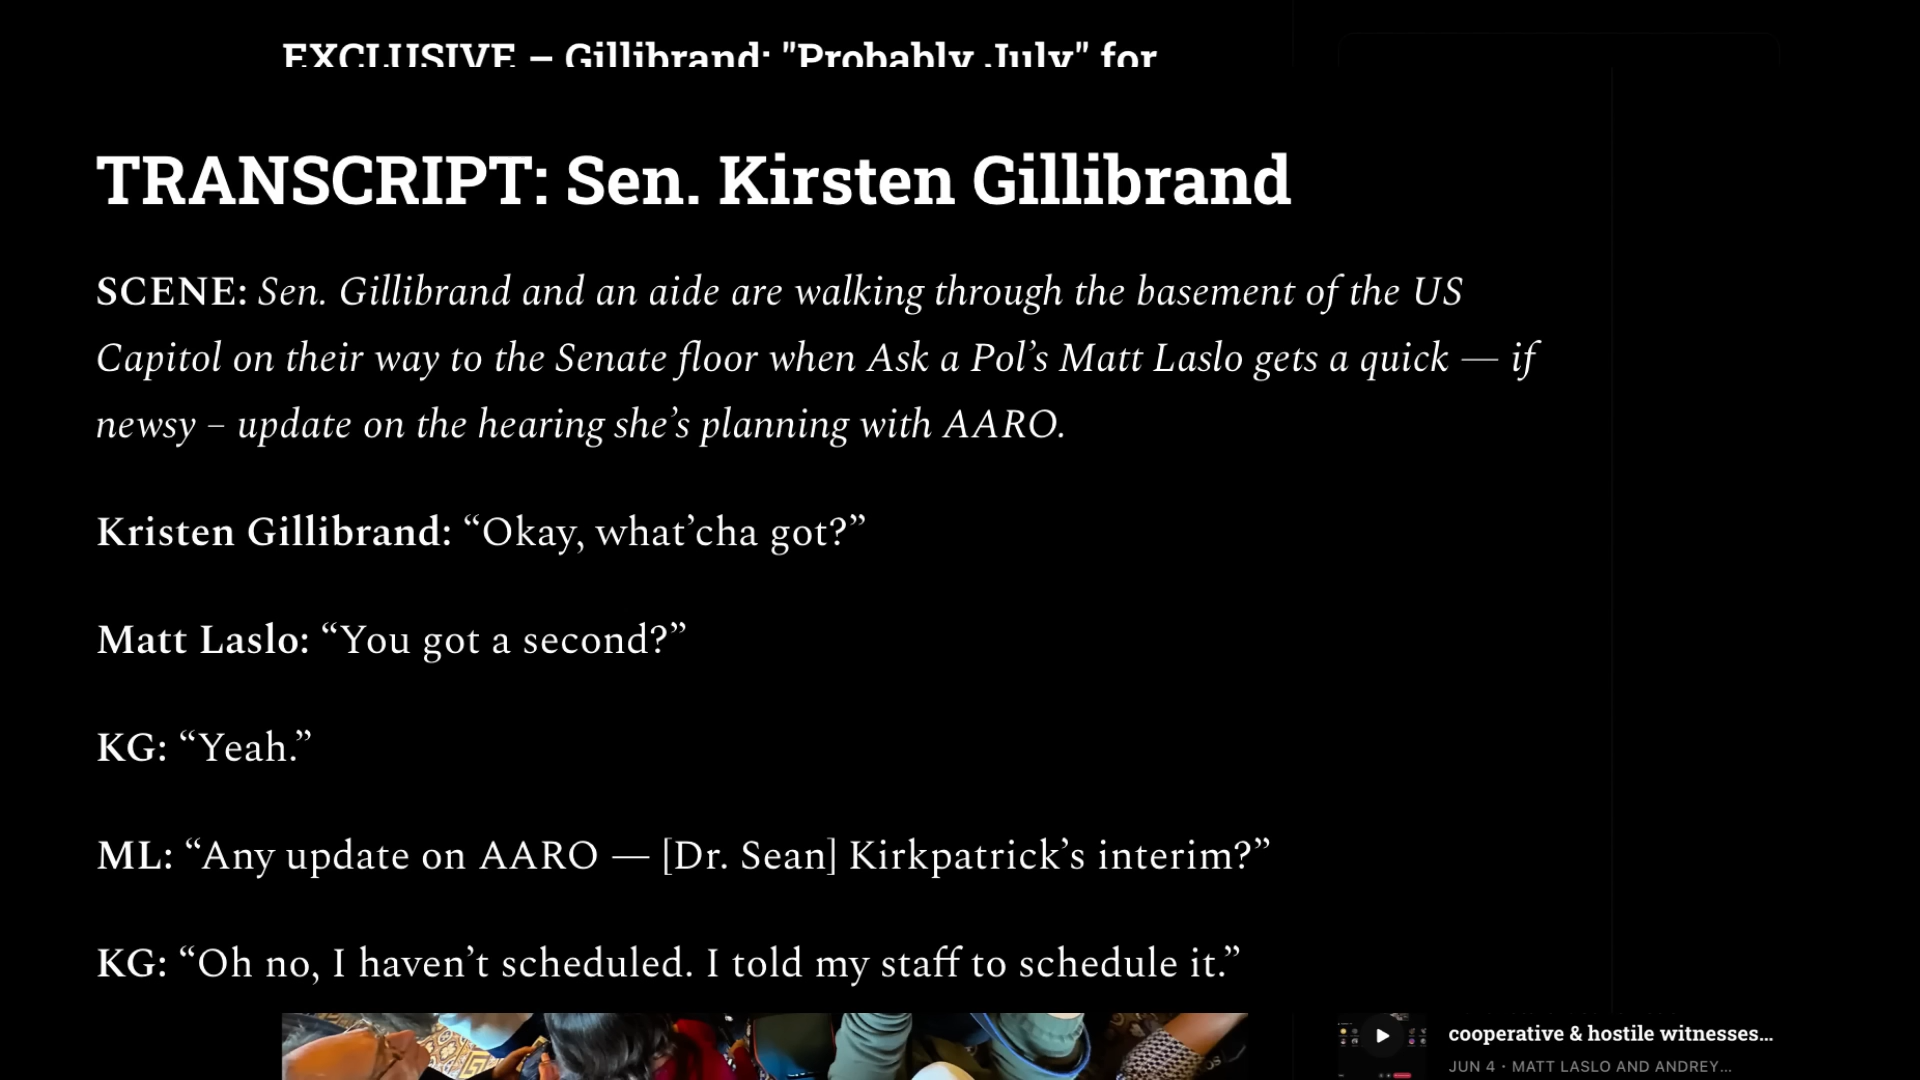 EXCLUSIVE – Gillibrand: "Probably July" for
TRANSCRIPT: Sen. Kirsten Gillibrand
SCENE: Sen. Gillibrand and an aide are walking through the basement of the US
Capitol on their way to the Senate floor when Ask a Pol’s Matt Laslo gets a quick — if
newsy – update on the hearing she’s planning with AARO.
Kristen Gillibrand: “Okay, what’cha got?”
Matt Laslo: “You got a second?”
KG: “Yeah.”
ML: “Any update on AARO — [Dr. Sean] Kirkpatrick’s interim?”
KG: “Oh no, I haven’t scheduled. I told my staff to schedule it.”
cooperative & hostile witnesses...
JUN 4 • MATT LASLO AND ANDREY...